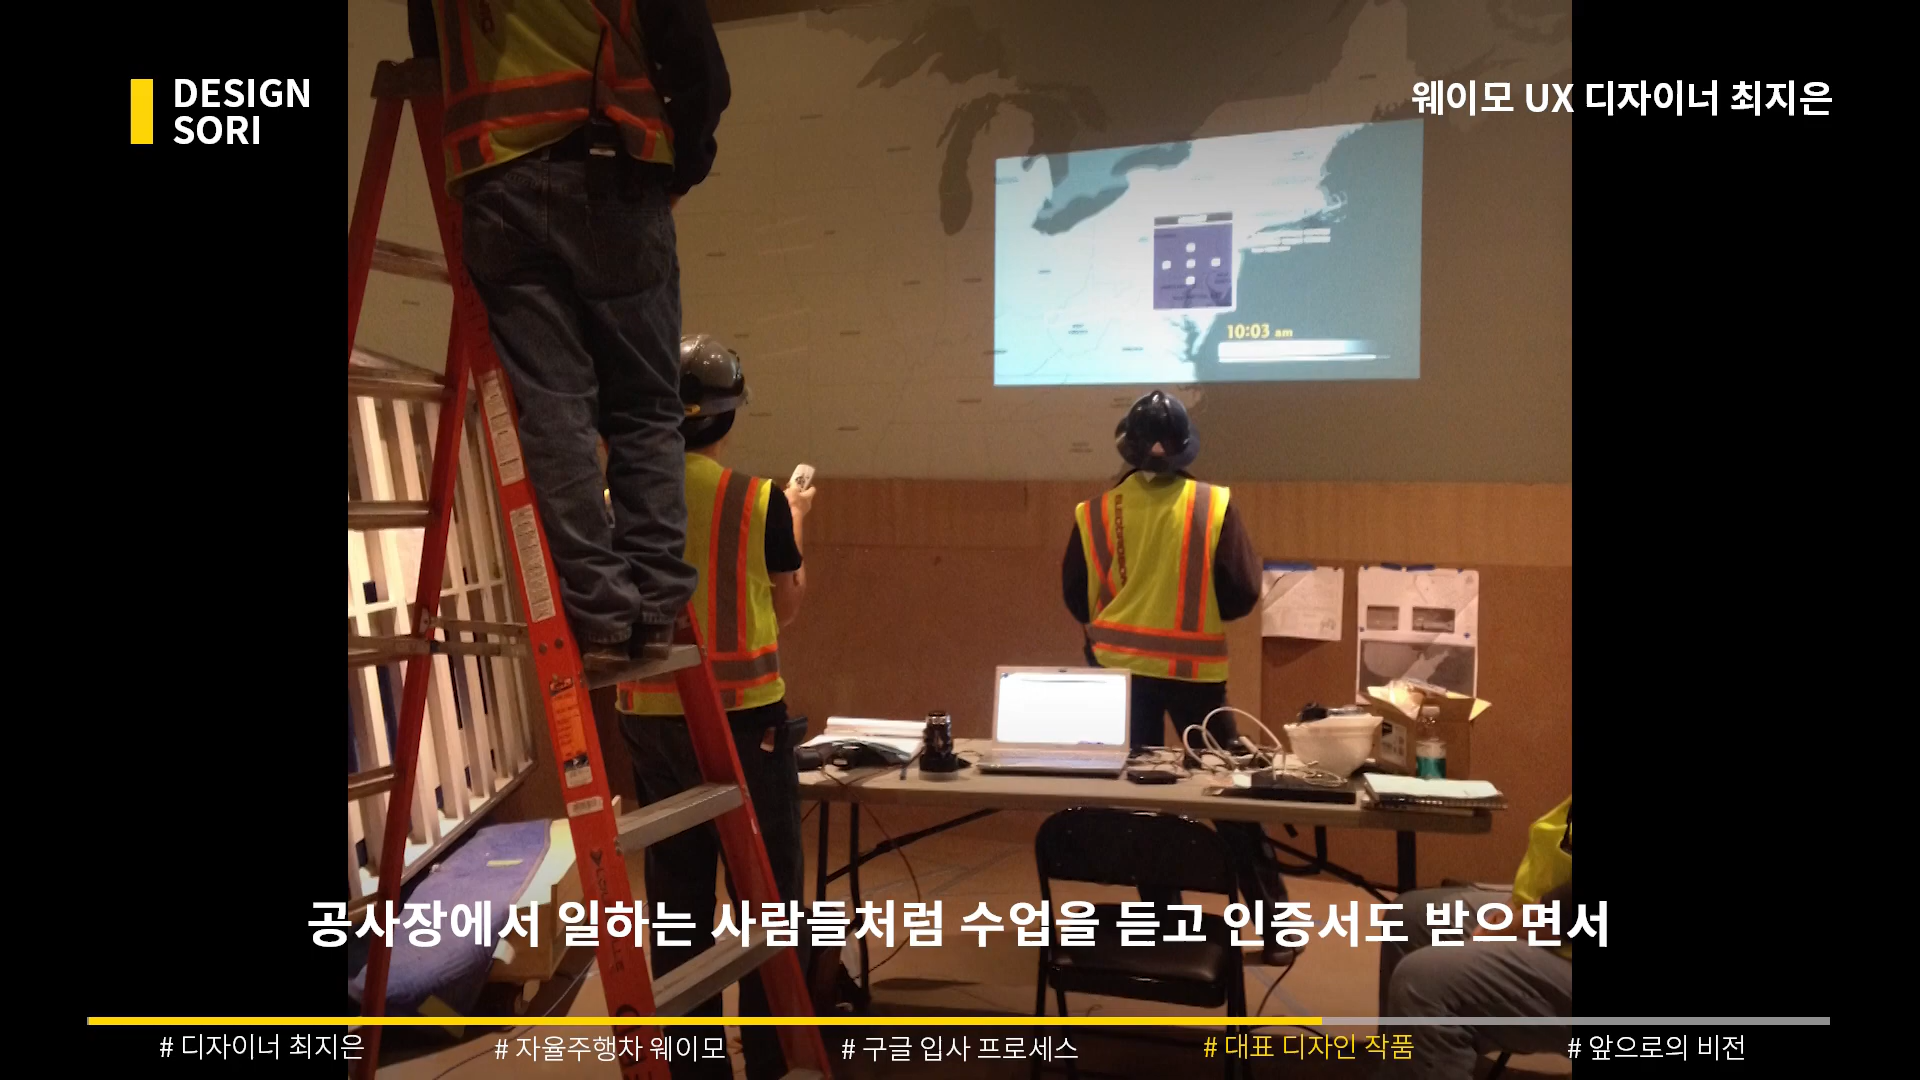 DESIGN
SORI
웨이모 UX 디자이너 최지은
10:03 am
공사장에서 일하는 사람들처럼 수업을 듣고 인증서도 받으면서
# 디자이너 최지은
# 자율주행차 웨이모
# 구글 입사 프로세스
# 대표 디자인 작품
# 앞으로의 비전